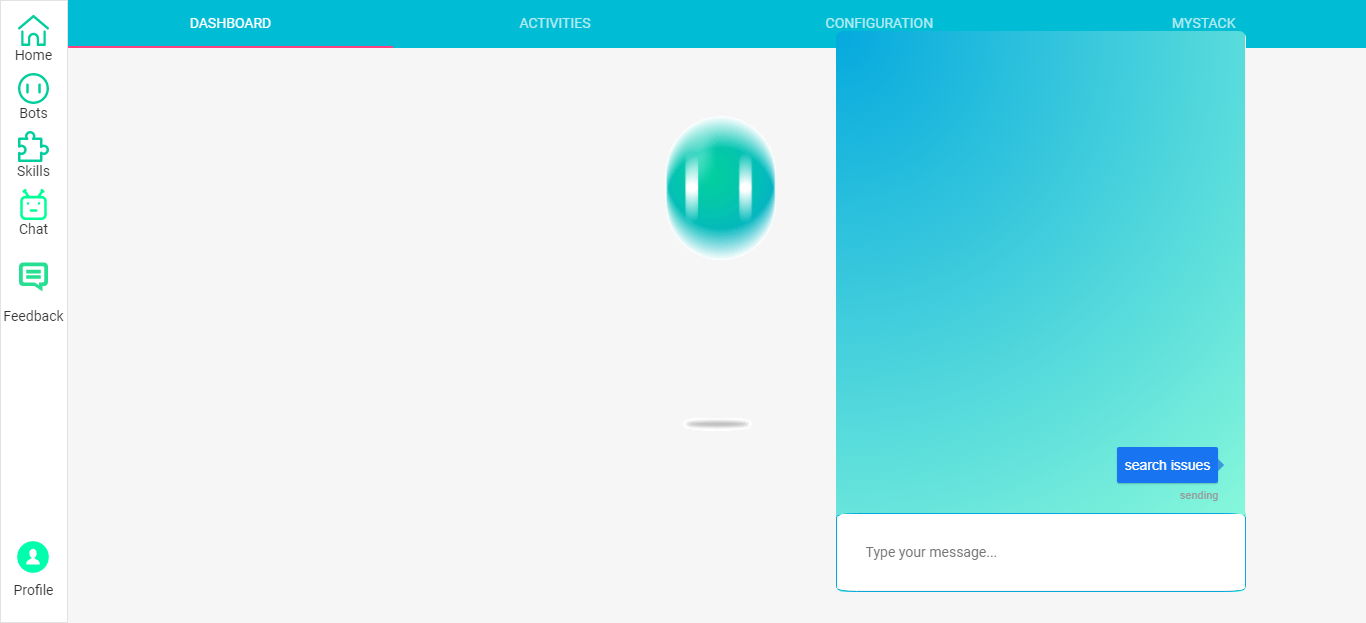 DASHBOARD
ACTIVITIES
CONFIGURATION
MYSTACK
Home
Bots
Skills
Chat
Feedback
Profile
search issues
sending
Type your message...